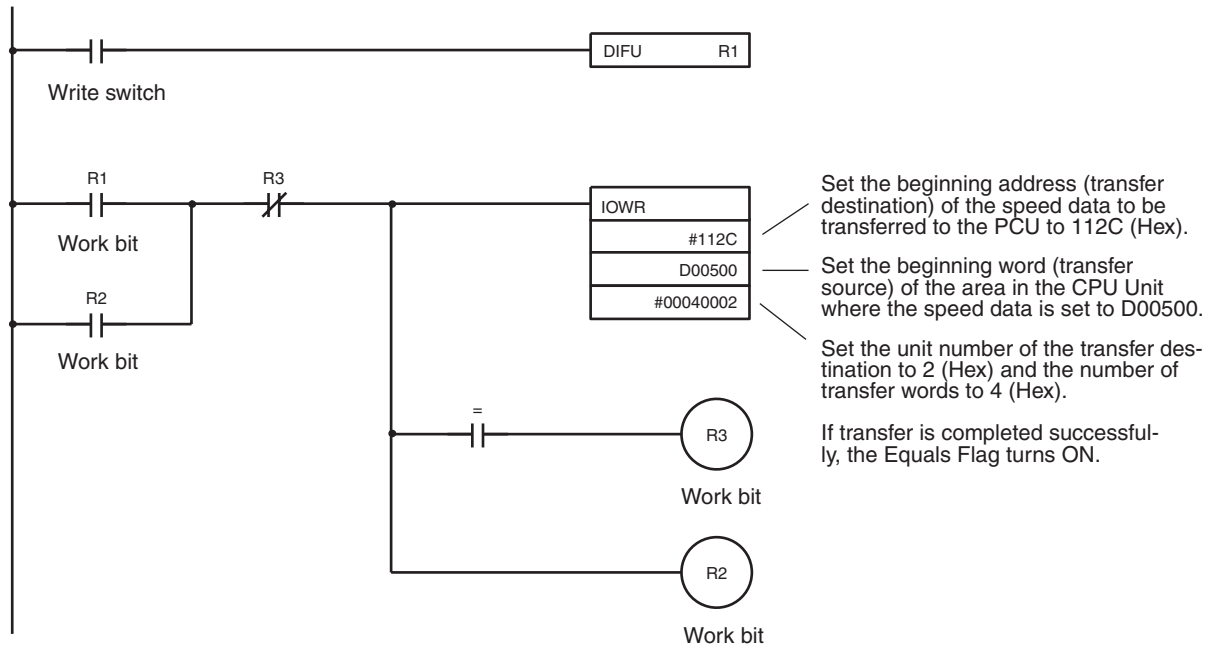 DIFU R1
Write switch
R1
R3
Work bit
R2
Work bit
IOWR
#112C
D00500
#00040002
Set the beginning address (transfer
destination) of the speed data to be
transferred to the PCU to 112C (Hex).
Set the beginning word (transfer
source) of the area in the CPU Unit
where the speed data is set to D00500.
Set the unit number of the transfer des-
tination to 2 (Hex) and the number of
transfer words to 4 (Hex).
If transfer is completed successful-
ly, the Equals Flag turns ON.
=
R3
Work bit
R2
Work bit